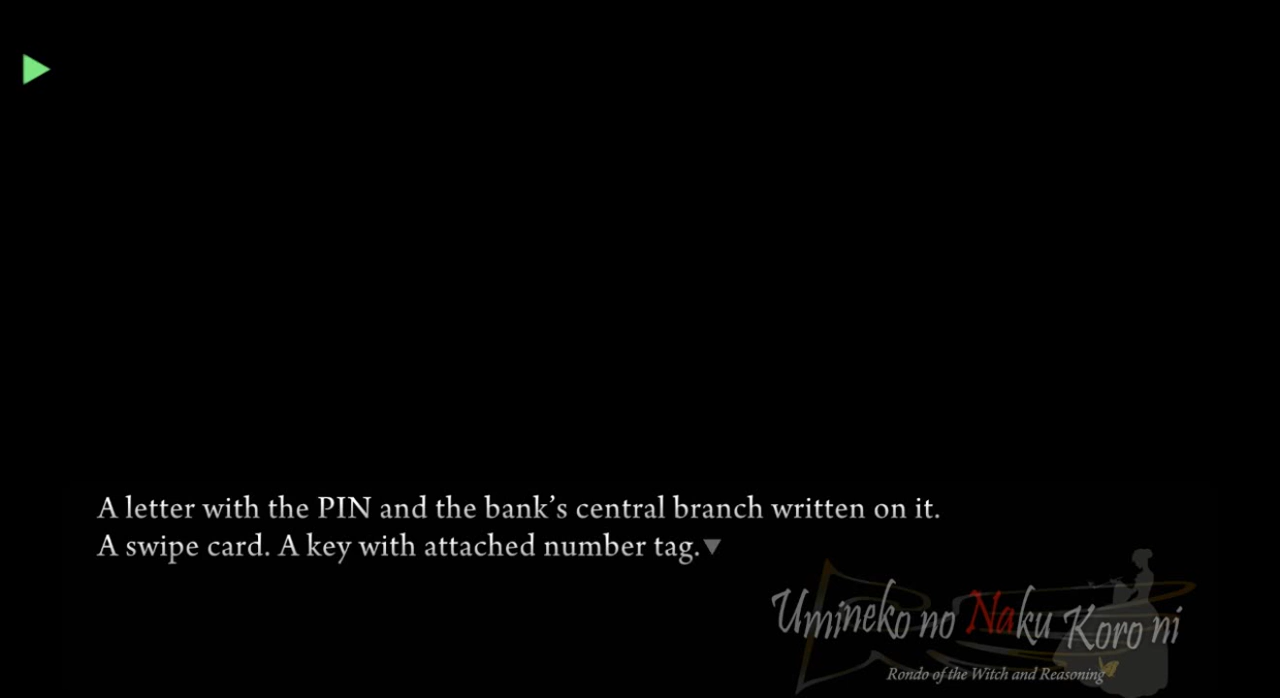 A letter with the PIN and the bank’s central branch written on it.
A swipe card. A key with attached number tag.
Umineko no Naku Koro ni
Rondo of the Witch and Reasoning